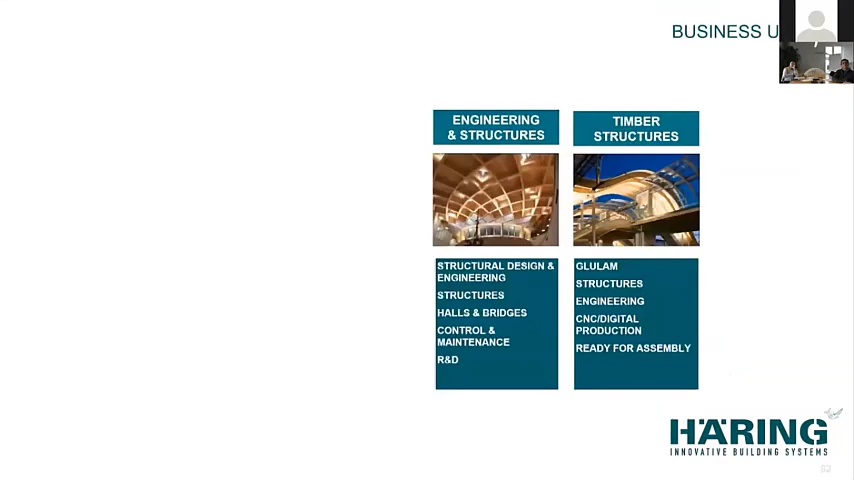 BUSINESS U
ENGINEERING
& STRUCTURES
TIMBER
STRUCTURES
STRUCTURAL DESIGN &
ENGINEERING
STRUCTURES
HALLS & BRIDGES
CONTROL &
MAINTENANCE
R&D
GLULAM
STRUCTURES
ENGINEERING
CNC/DIGITAL
PRODUCTION
READY FOR ASSEMBLY
HÄRING
INNOVATIVE BUILDING SYSTEMS